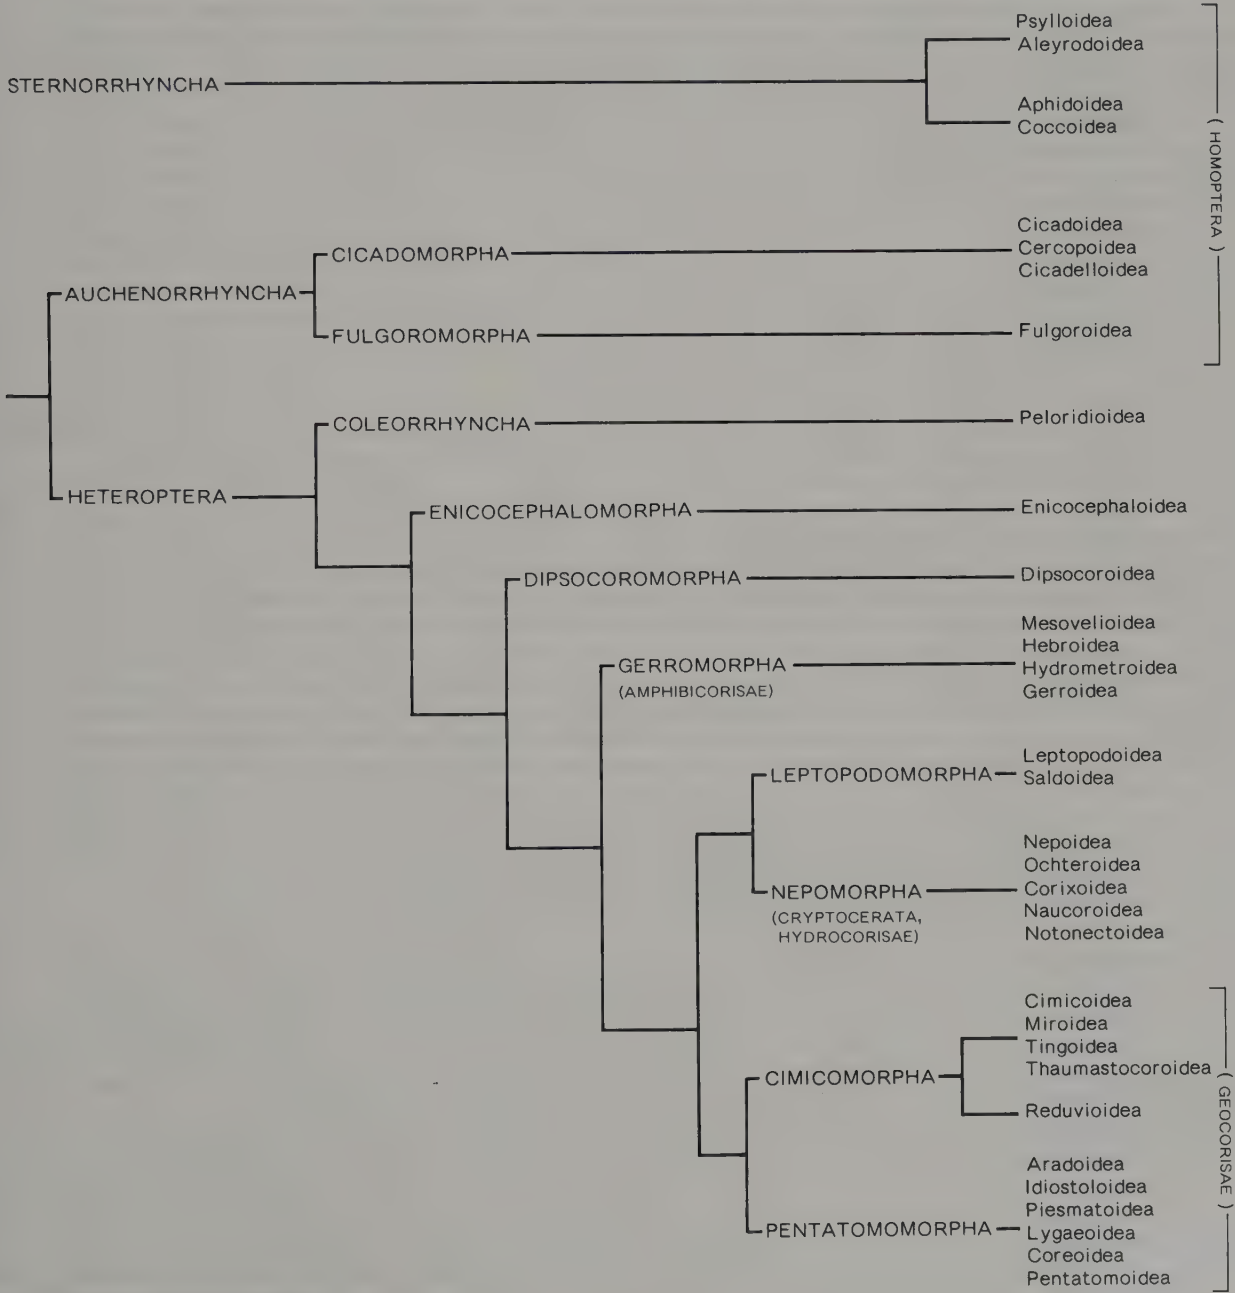 Psylloidea
Aleyrodoidea
STERNORRHYNCHA
Aphidoidea
Coccoidea
( HOMOPTERA )
Cicadoidea
CICADOMORPHA
Cercopoidea
Cicadelloidea
AUCHENORRHYNCHA
FULGOROMORPHA
Fulgoroidea
COLEORRHYNCHA
Peloridioidea
HETEROPTERA
ENICOCEPHALOMORPHA
Enicocephaloidea
DIPSOCOROMORPHA
Dipsocoroidea
Mesovelioidea
Hebroidea
GERROMORPHA
Hydrometroidea
(AMPHIBICORISAE)
Gerroidea
Leptopodoidea
LEPTOPODOMORPHA
Saldoidea
Nepoidea
Ochteroidea
NEPOMORPHA
Corixoidea
(CRYPTOCERATA,
Naucoroidea
HYDROCORISAE)
Notonectoidea
Cimicoidea
Miroidea
Tingoidea
CIMICOMORPHA
Thaumastocoroidea
Reduvioidea
( GEOCORISAE )
Aradoidea
Idiostoloidea
Piesmatoidea
PENTATOMOMORPHA
Lygaeoidea
Coreoidea
Pentatomoidea